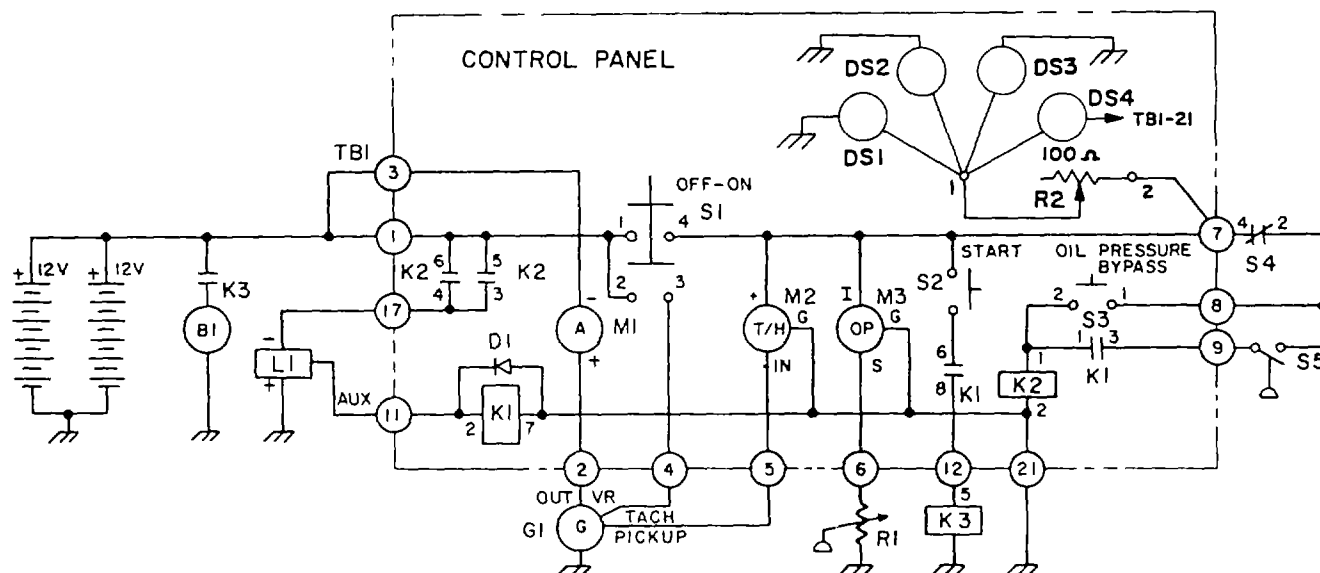 CONTROL PANEL
DS2
DS3
DS1
DS4
TB1-21
100 Ω
1
R2
2
TB1
3
OFF-ON
S1
1
4
1
2
3
7
4
2
S4
+ 12V
+ 12V
K3
B1
K2
6
4
5
3
K2
17
-
L1
+
AUX
11
D1
K1
2
7
-
A
M1
+
+
M2
T/H
G
- IN
I
M3
OP
G
S
S2
START
6
8
K1
OIL PRESSURE
BYPASS
2
1
S3
8
1
3
K1
9
S5
1
K2
2
2
4
5
6
12
21
OUT
VR
G1
G
TACH
PICKUP
R1
5
K3